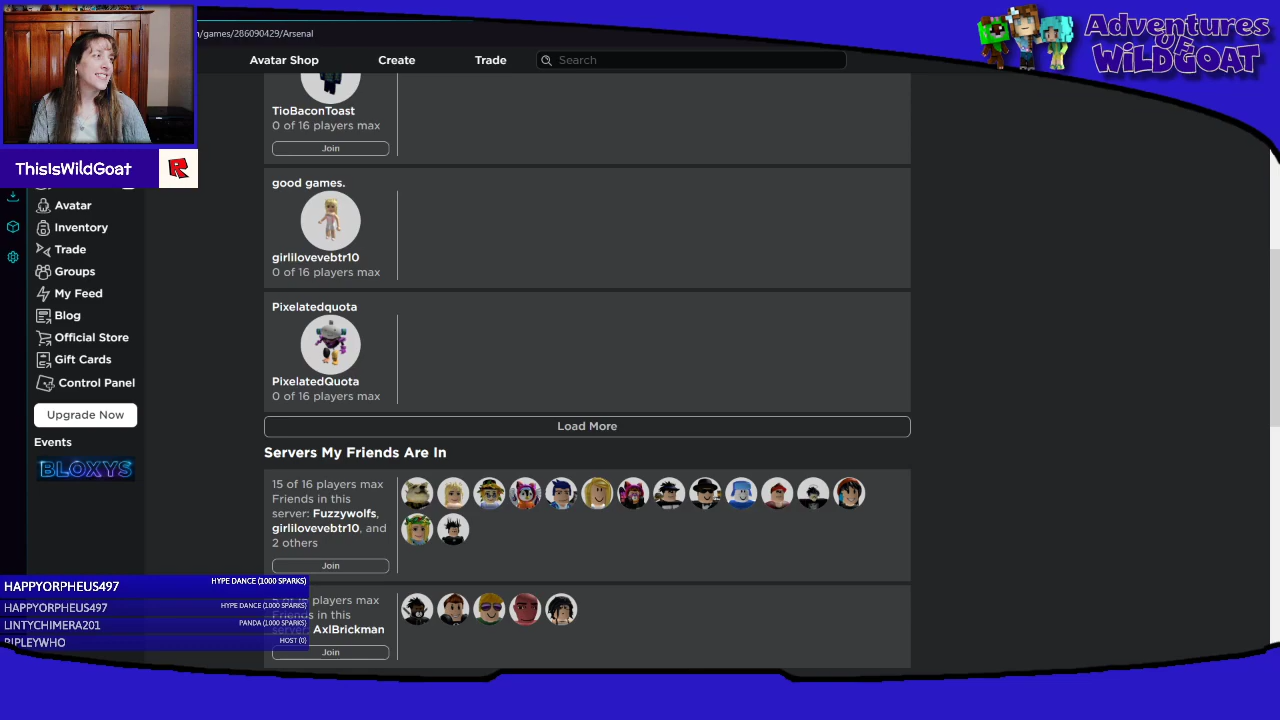 n/games/286090429/Arsenal
Adventures
OF
WILDGOAT
Avatar Shop
Create
Trade
Search
TioBaconToast
0 of 16 players max
Join
ThisIsWildGoat
good games.
girlilovevebtr10
0 of 16 players max
Avatar
Inventory
Trade
Groups
My Feed
Blog
Official Store
Gift Cards
Control Panel
Upgrade Now
Events
BLOXYS
Pixelatedquota
PixelatedQuota
0 of 16 players max
Load More
Servers My Friends Are In
15 of 16 players max
Friends in this
server: Fuzzywolfs,
girlilovevebtr10, and
2 others
Join
players max
Friends in this
AxlBrickman
Join
HAPPYORPHEUS497 HYPE DANCE (1000 SPARKS)
HAPPYORPHEUS497 HYPE DANCE (1000 SPARKS)
LINTYCHIMERA201 PANDA (1000 SPARKS)
RIPLEYWHO HOST (0)